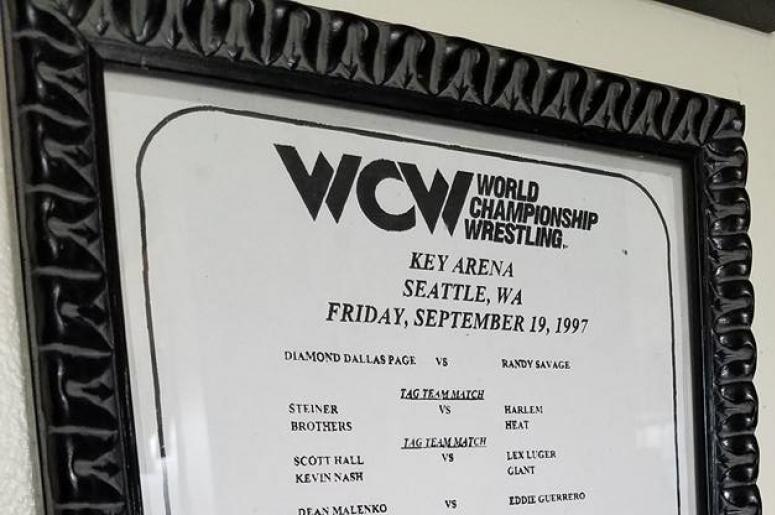 WCW WORLD
CHAMPIONSHIP
WRESTLING
KEY ARENA
SEATTLE, WA
FRIDAY, SEPTEMBER 19, 1997
DIAMOND DALLAS PAGE VS RANDY SAVAGE
TAG TEAM MATCH
STEINER VS HARLEM
BROTHERS HEAT
TAG TEAM MATCH
SCOTT HALL VS LEX LUGER
KEVIN NASH GIANT
DEAN MALENKO VS EDDIE GUERRERO